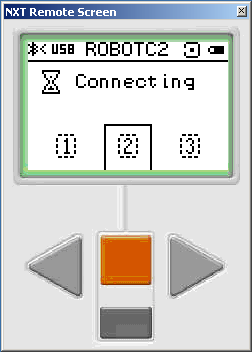 NXT Remote Screen
USB ROBOTC2
Connecting
1 2 3